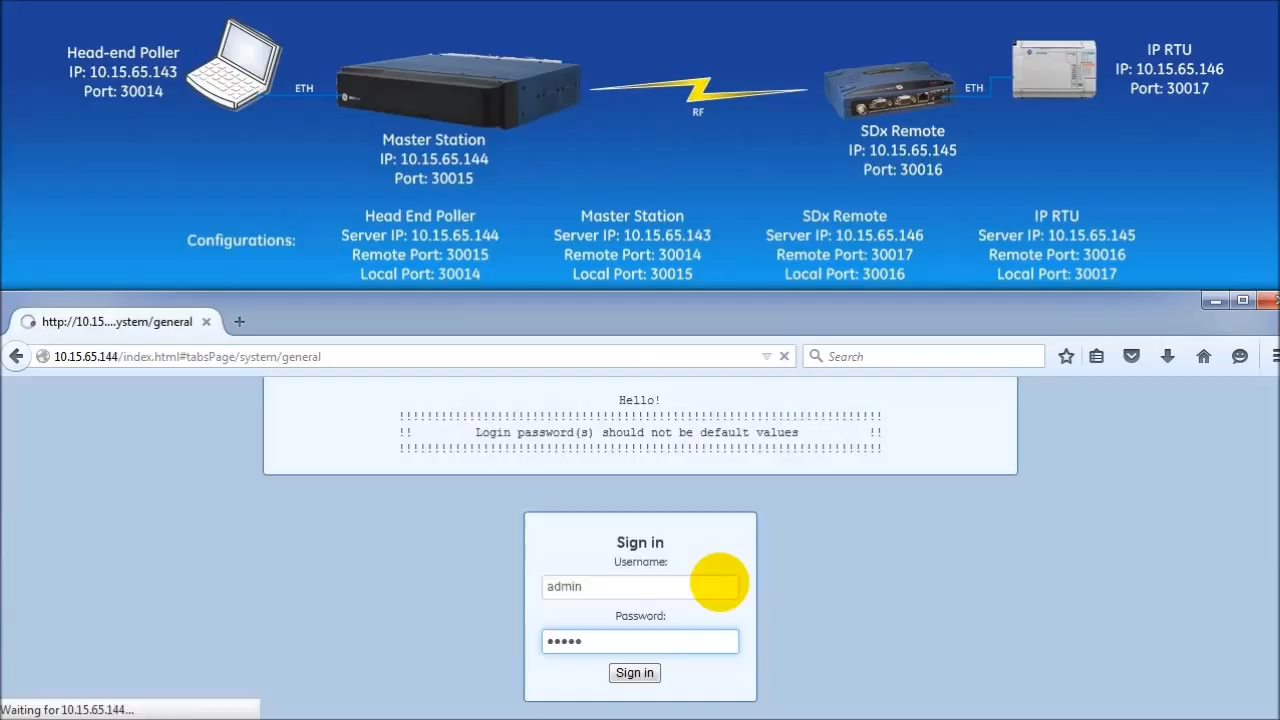 Head-end Poller
IP: 10.15.65.143
Port: 30014
ETH
Master Station
IP: 10.15.65.144
Port: 30015
RF
SDx Remote
IP: 10.15.65.145
Port: 30016
ETH
IP RTU
IP: 10.15.65.146
Port: 30017
Configurations:
Head End Poller
Server IP: 10.15.65.144
Remote Port: 30015
Local Port: 30014
Master Station
Server IP: 10.15.65.143
Remote Port: 30014
Local Port: 30015
SDx Remote
Server IP: 10.15.65.146
Remote Port: 30017
Local Port: 30016
IP RTU
Server IP: 10.15.65.145
Remote Port: 30016
Local Port: 30017
http://10.15....ystem/general
10.15.65.144/index.html#tabsPage/system/general
Search
Hello!
!!!!!!!!!!!!!!!!!!!!!!!!!!!!!!!!!!!!!!!!!!!!!!!!!!!!!!!!!!!!!!!!!!!!!
!! Login password(s) should not be default values !!
!!!!!!!!!!!!!!!!!!!!!!!!!!!!!!!!!!!!!!!!!!!!!!!!!!!!!!!!!!!!!!!!!!!!!
Sign in
Username:
admin
Password:
•••••
Sign in
Waiting for 10.15.65.144...